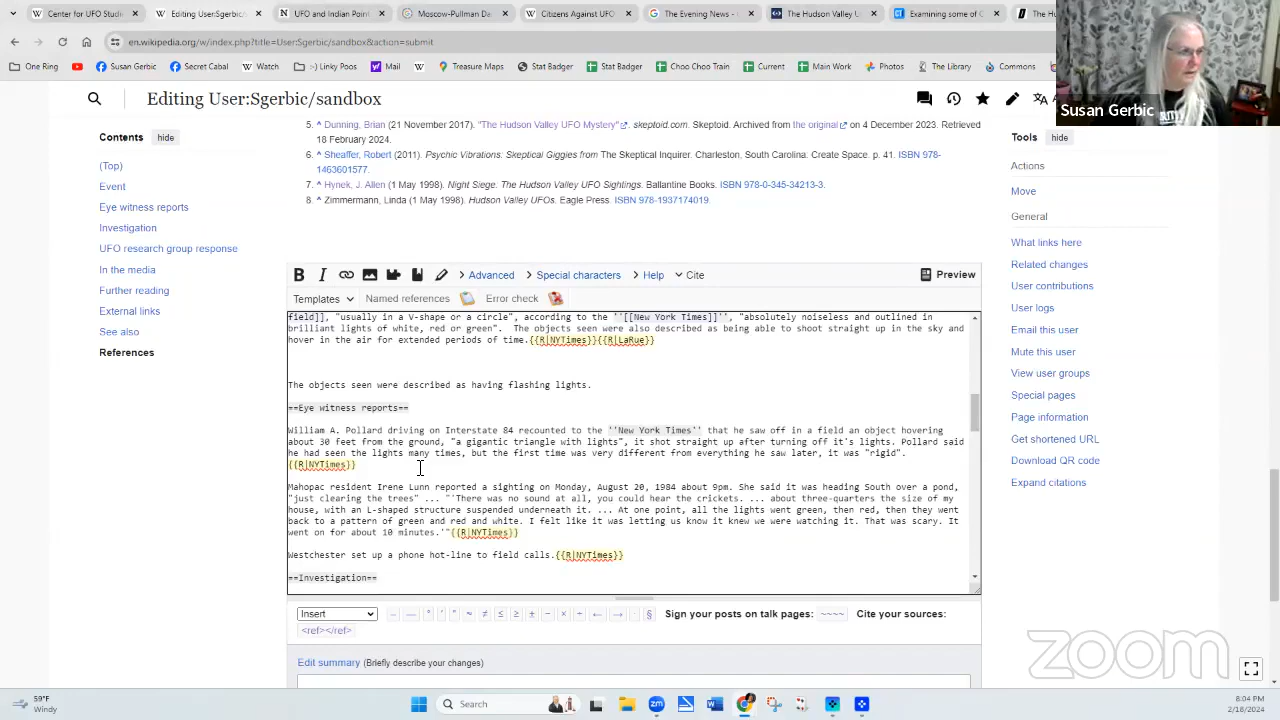 Center for UFO Studies - W
Editing User:Sgerbic/sandb
UFO and Indian
Moscow-Pullman Da
Citizens Against UFO
The Evening News -
The Hudson Valley U
Examining some of
The Hu
en.wikipedia.org/w/index.php?title=User:Sgerbic/sandbox&action=submit
One Ring
Susan Gerbic
Secret Cabal
Watch
:-) Linky Poo
Mail
Treasure Maps
Stat Badger
Stat Badger
Choo Choo Train
Current
Main Work
Photos
The Library
Commons
Susan Gerbic
Editing User:Sgerbic/sandbox
Contents hide
(Top)
Event
Eye witness reports
Investigation
UFO research group response
In the media
Further reading
External links
See also
References
5. ^ Dunning, Brian (21 November 2017). "The Hudson Valley UFO Mystery". skeptoid.com. Skeptoid. Archived from the original on 4 December 2023. Retrieved
18 February 2024.
6. ^ Sheaffer, Robert (2011). Psychic Vibrations: Skeptical Giggles from The Skeptical Inquirer. Charleston, South Carolina: Create Space. p. 41. ISBN 978-
1463601577.
7. ^ Hynek, J. Allen (1 May 1998). Night Siege: The Hudson Valley UFO Sightings. Ballantine Books. ISBN 978-0-345-34213-3.
8. ^ Zimmermann, Linda (1 May 1998). Hudson Valley UFOs. Eagle Press. ISBN 978-1937174019.
B I Advanced Special characters Help Cite Preview
Templates Named references Error check
field]], "usually in a V-shape or a circle", according to the ''[[New York Times]]'', "absolutely noiseless and outlined in
brilliant lights of white, red or green". The objects seen were also described as being able to shoot straight up in the sky and
hover in the air for extended periods of time.{{R|NYTimes}}{{R|LaRue}}
The objects seen were described as having flashing lights.
==Eye witness reports==
William A. Pollard driving on Interstate 84 recounted to the ''New York Times'' that he saw off in a field an object hovering
about 30 feet from the ground, "a gigantic triangle with lights", it shot straight up after turning off it's lights. Pollard said
he had seen the lights many times, but the first time was very different from everything he saw later, it was "rigid".
{{R|NYTimes}}
Mahopac resident Irene Lunn reported a sighting on Monday, August 20, 1984 about 9pm. She said it was heading South over a pond,
"just clearing the trees" ... "'There was no sound at all, you could hear the crickets. ... about three-quarters the size of my
house, with an L-shaped structure suspended underneath it. ... At one point, all the lights went green, then red, then they went
back to a pattern of green and red and white. I felt like it was letting us know it knew we were watching it. That was scary. It
went on for about 10 minutes.'"{{R|NYTimes}}
Westchester set up a phone hot-line to field calls.{{R|NYTimes}}
==Investigation==
Insert – — ° ′ ″ ≈ ≠ ≤ ≥ ± − × ÷ ← → · § Sign your posts on talk pages: ~~~~ Cite your sources:
<ref></ref>
Edit summary (Briefly describe your changes)
Tools hide
Actions
Move
General
What links here
Related changes
User contributions
User logs
Email this user
Mute this user
View user groups
Special pages
Page information
Get shortened URL
Download QR code
Expand citations
zoom
59°F
Windy
Search
8:04 PM
2/18/2024